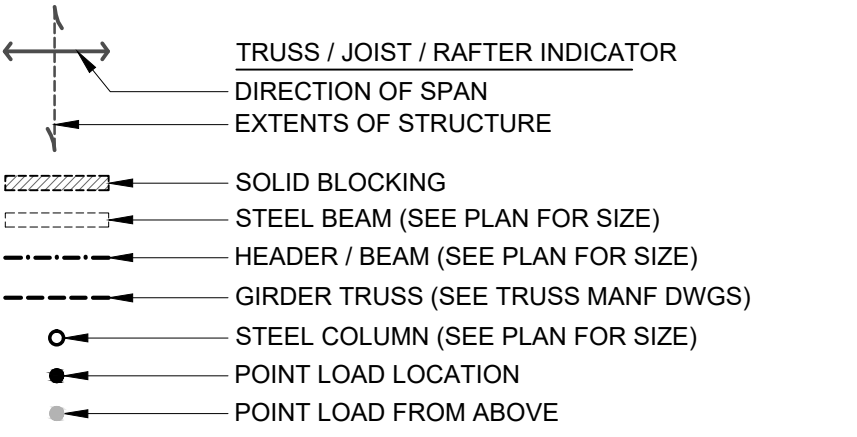 TRUSS / JOIST / RAFTER INDICATOR
DIRECTION OF SPAN
EXTENTS OF STRUCTURE
SOLID BLOCKING
STEEL BEAM (SEE PLAN FOR SIZE)
HEADER / BEAM (SEE PLAN FOR SIZE)
GIRDER TRUSS (SEE TRUSS MANF DWGS)
STEEL COLUMN (SEE PLAN FOR SIZE)
POINT LOAD LOCATION
POINT LOAD FROM ABOVE